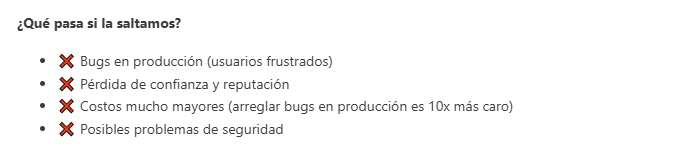 ¿Qué pasa si la saltamos?
• ❌ Bugs en producción (usuarios frustrados)
• ❌ Pérdida de confianza y reputación
• ❌ Costos mucho mayores (arreglar bugs en producción es 10x más caro)
• ❌ Posibles problemas de seguridad